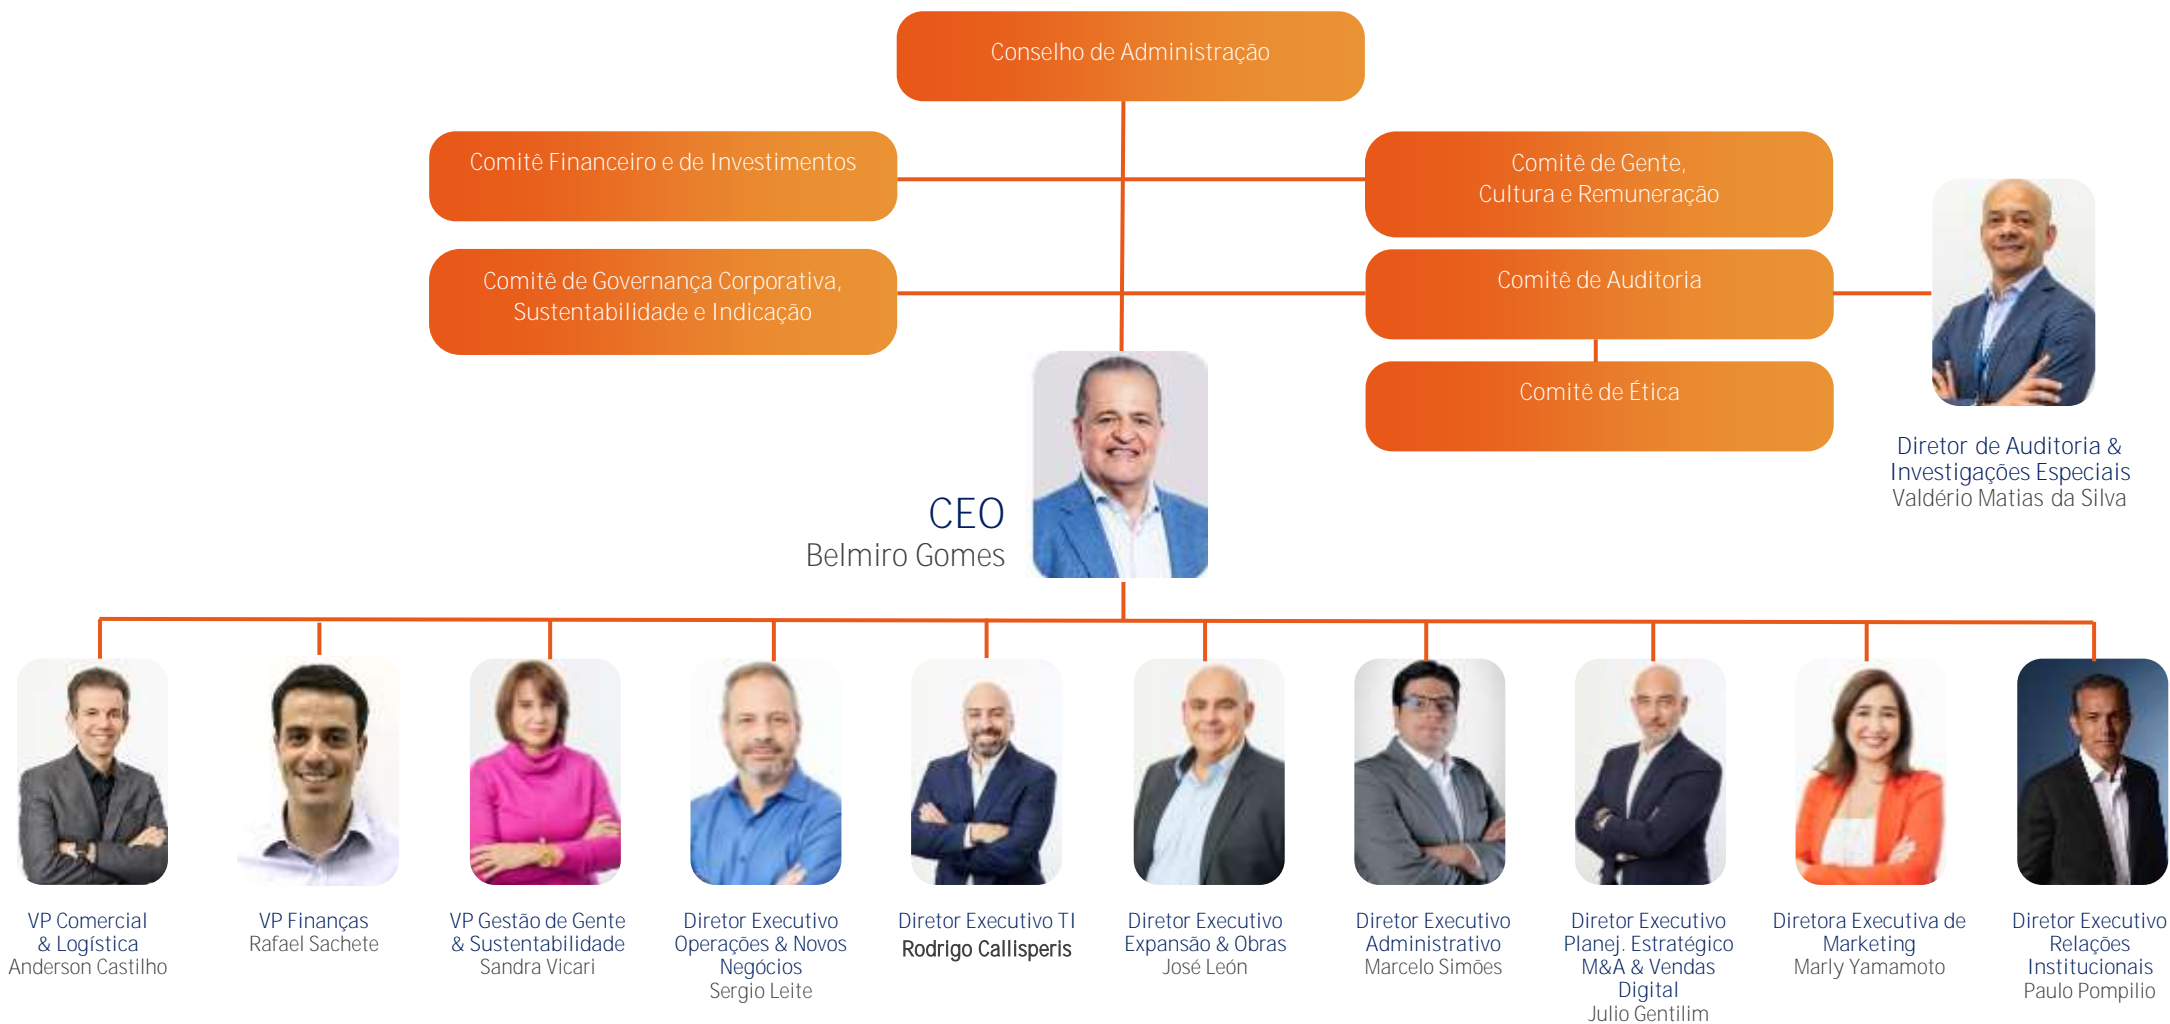 Conselho de Administração
Comitê Financeiro e de Investimentos
Comitê de Gente,
Cultura e Remuneração
Comitê de Governança Corporativa,
Sustentabilidade e Indicação
Comitê de Auditoria
Comitê de Ética
Diretor de Auditoria &
Investigações Especiais
Valdério Matias da Silva
CEO
Belmiro Gomes
VP Comercial
& Logística
Anderson Castilho
VP Finanças
Rafael Sachete
VP Gestão de Gente
& Sustentabilidade
Sandra Vicari
Diretor Executivo
Operações & Novos
Negócios
Sergio Leite
Diretor Executivo TI
Rodrigo Callisperis
Diretor Executivo
Expansão & Obras
José León
Diretor Executivo
Administrativo
Marcelo Simões
Diretor Executivo
Planej. Estratégico
M&A & Vendas
Digital
Julio Gentilim
Diretora Executiva de
Marketing
Marly Yamamoto
Diretor Executivo
Relações
Institucionais
Paulo Pompilio